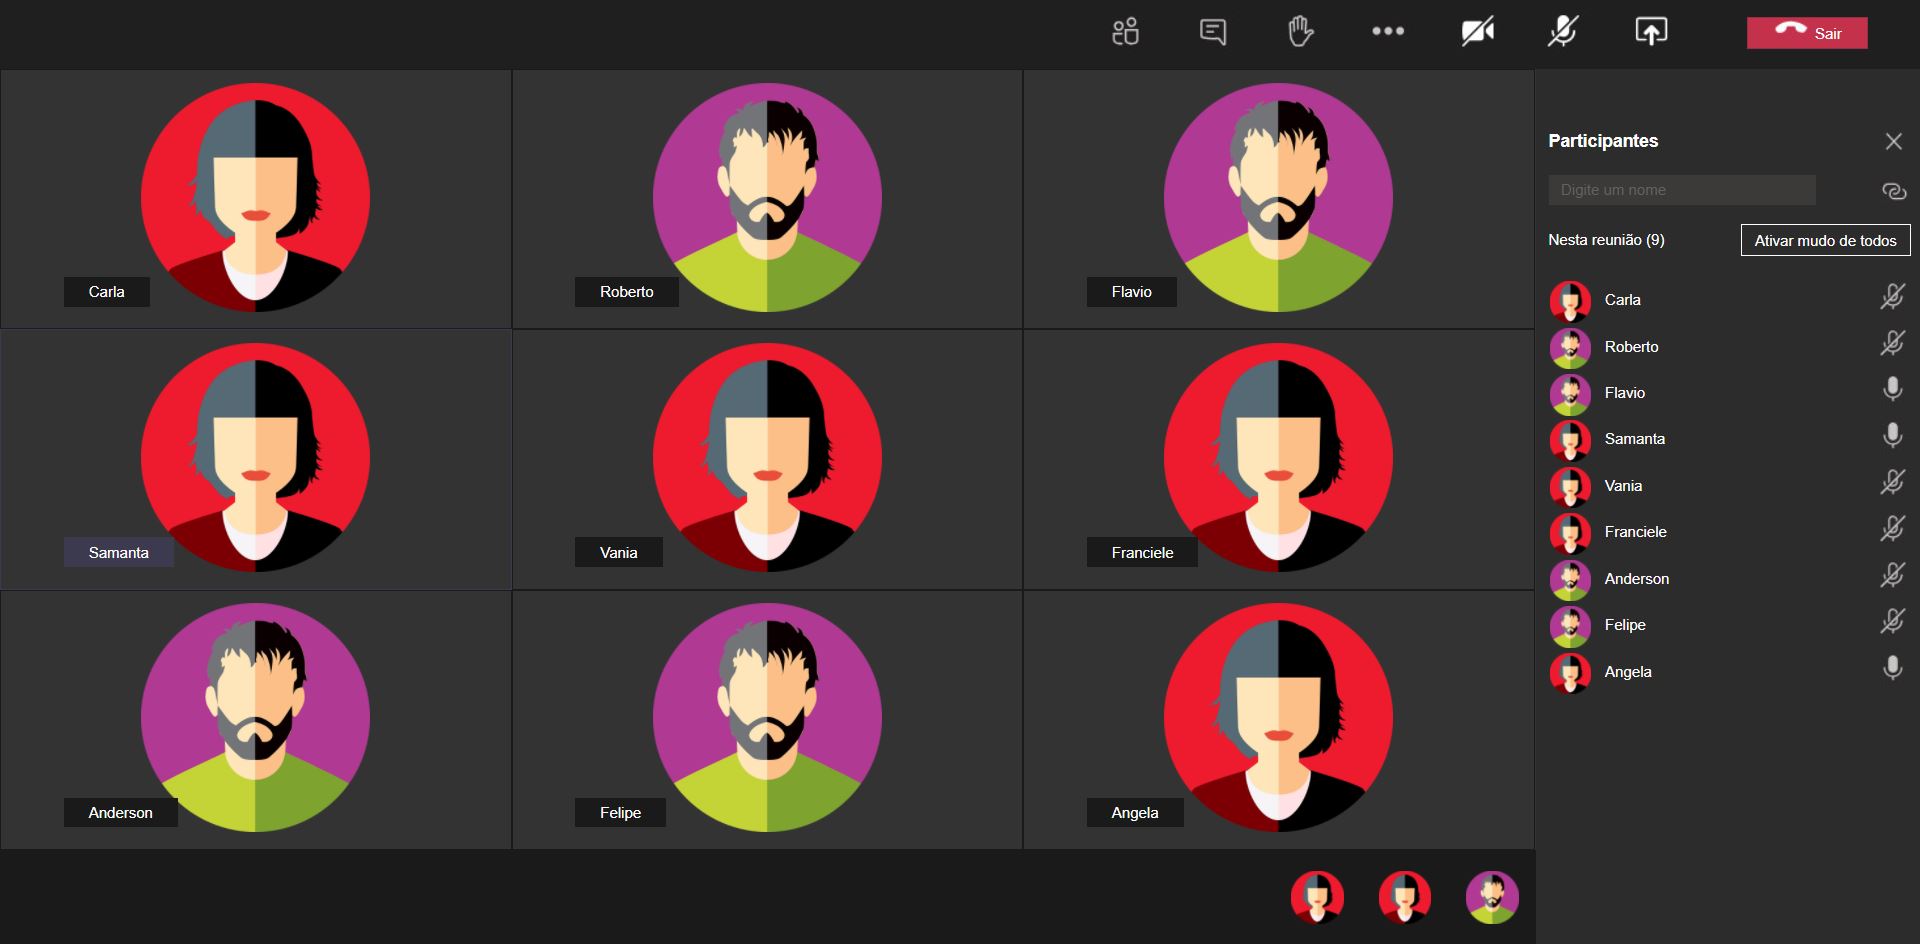 Sair
Carla
Roberto
Flavio
Samanta
Vania
Franciele
Anderson
Felipe
Angela
Participantes
Digite um nome
Nesta reunião (9)
Ativar mudo de todos
Carla
Roberto
Flavio
Samanta
Vania
Franciele
Anderson
Felipe
Angela